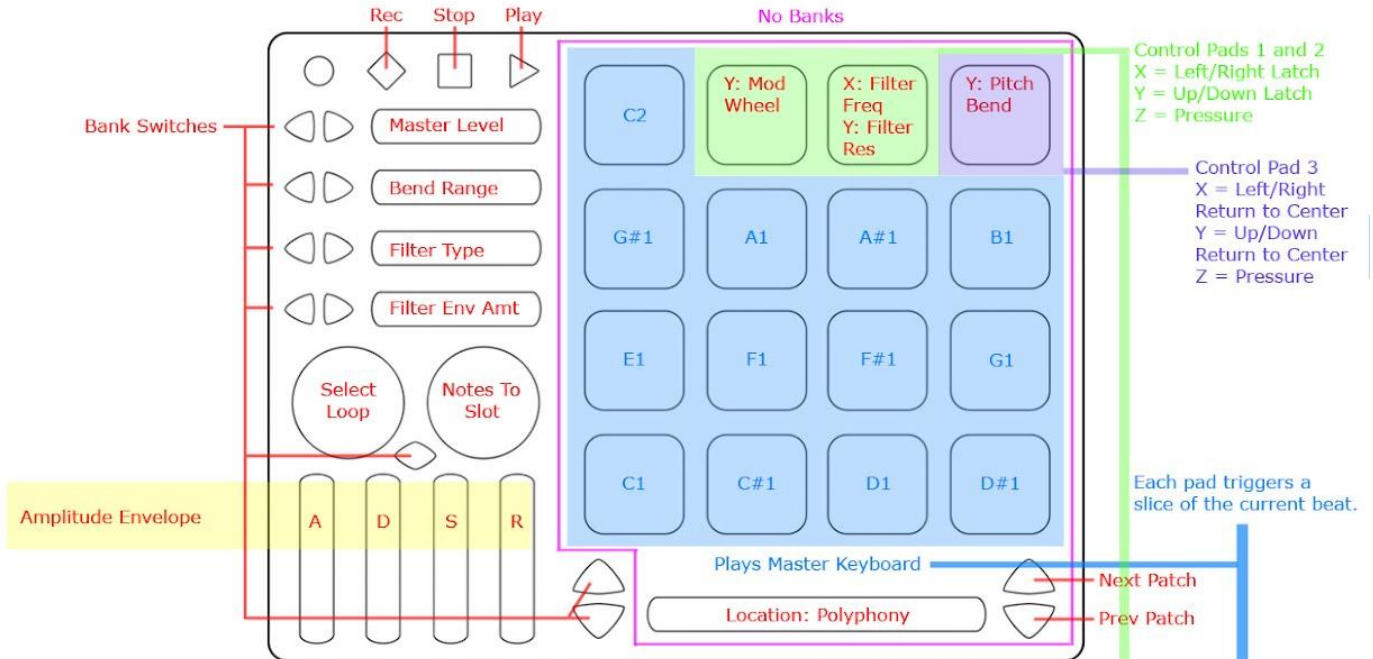 Rec
Stop
Play
No Banks
Control Pads 1 and 2
X = Left/Right Latch
Y = Up/Down Latch
Z = Pressure
Bank Switches
Master Level
Bend Range
Filter Type
Filter Env Amt
C2
Y: Mod
Wheel
X: Filter
Freq
Y: Filter
Res
Y: Pitch
Bend
Control Pad 3
X = Left/Right
Return to Center
Y = Up/Down
Return to Center
Z = Pressure
G#1
A1
A#1
B1
E1
F1
F#1
G1
Select
Loop
Notes To
Slot
C1
C#1
D1
D#1
Each pad triggers a
slice of the current beat.
Amplitude Envelope
A
D
S
R
Plays Master Keyboard
Next Patch
Location: Polyphony
Prev Patch